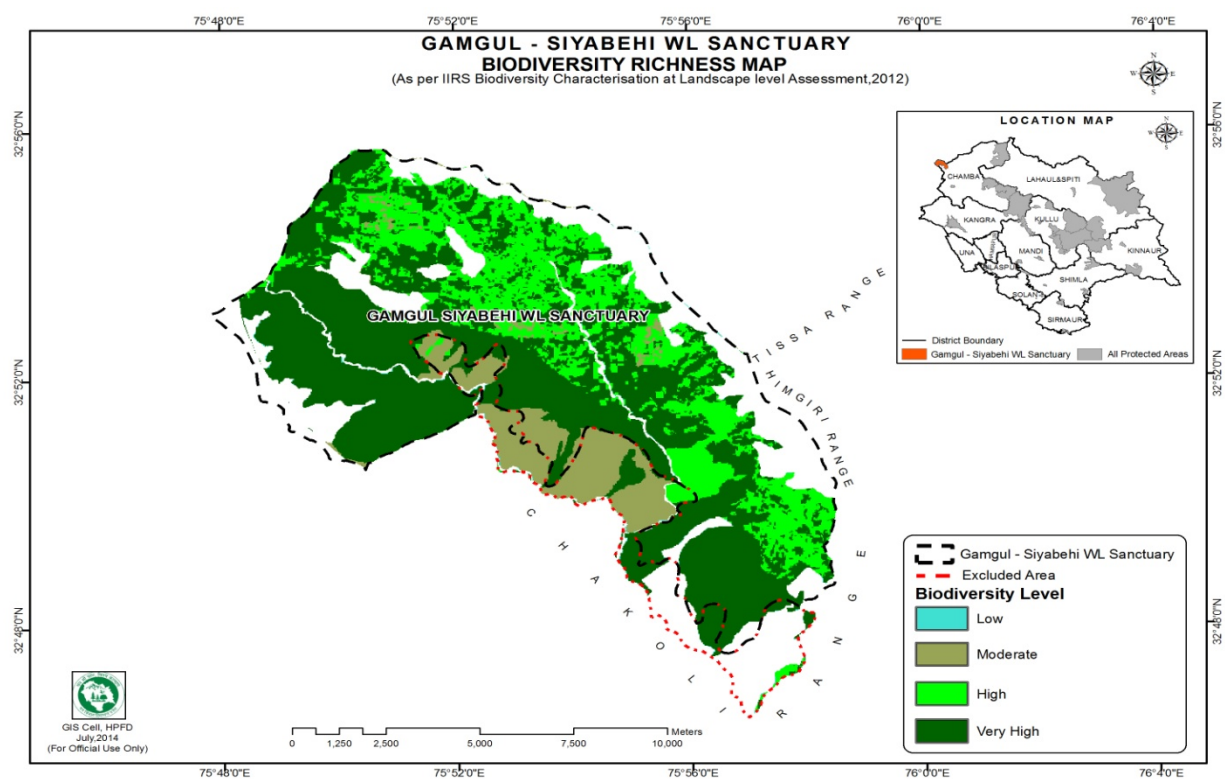 75°48'0"E 75°52'0"E 75°56'0"E 76°0'0"E 76°4'0"E
GAMGUL - SIYABEHI WL SANCTUARY
BIODIVERSITY RICHNESS MAP
(As per IIRS Biodiversity Characterisation at Landscape level Assessment,2012)
N
W E
S
32°56'0"N
32°56'0"N
LOCATION MAP
N
W E
S
CHAMBA
LAHAUL&SPITI
KANGRA
KULLU
UNA
MANDI
KINNAUR
SHIMLA
SOLAN
SIRMAUR
District Boundary
Gamgul - Siyabehi WL Sanctuary
All Protected Areas
GAMGUL SIYABEHI WL SANCTUARY
TISSA RANGE
HIMGIRI RANGE
32°52'0"N
32°52'0"N
CHAKOLI RANGE
Gamgul - Siyabehi WL Sanctuary
Excluded Area
Biodiversity Level
Low
Moderate
High
Very High
32°48'0"N
32°48'0"N
GIS Cell, HPFD
July,2014
(For Official Use Only)
Meters
0 1,250 2,500 5,000 7,500 10,000
75°48'0"E 75°52'0"E 75°56'0"E 76°0'0"E 76°4'0"E